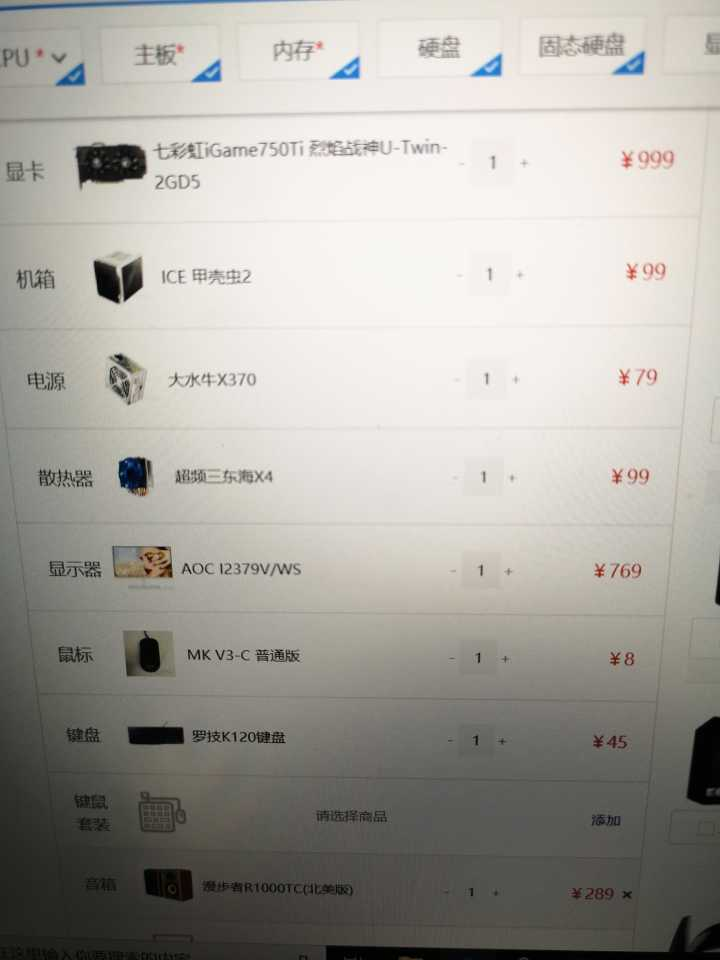 PU * 主板* 内存* 硬盘 固态硬盘
显卡 七彩虹iGame750Ti 烈焰战神U-Twin-
2GD5 - 1 + ¥999
机箱 ICE 甲壳虫2 - 1 + ¥99
电源 大水牛X370 - 1 + ¥79
散热器 超频三东海X4 - 1 + ¥99
显示器 AOC I2379V/WS - 1 + ¥769
鼠标 MK V3-C 普通版 - 1 + ¥8
键盘 罗技K120键盘 - 1 + ¥45
键鼠
套装 请选择商品 添加
音箱 漫步者R1000TC(北美版) - 1 + ¥289 ×